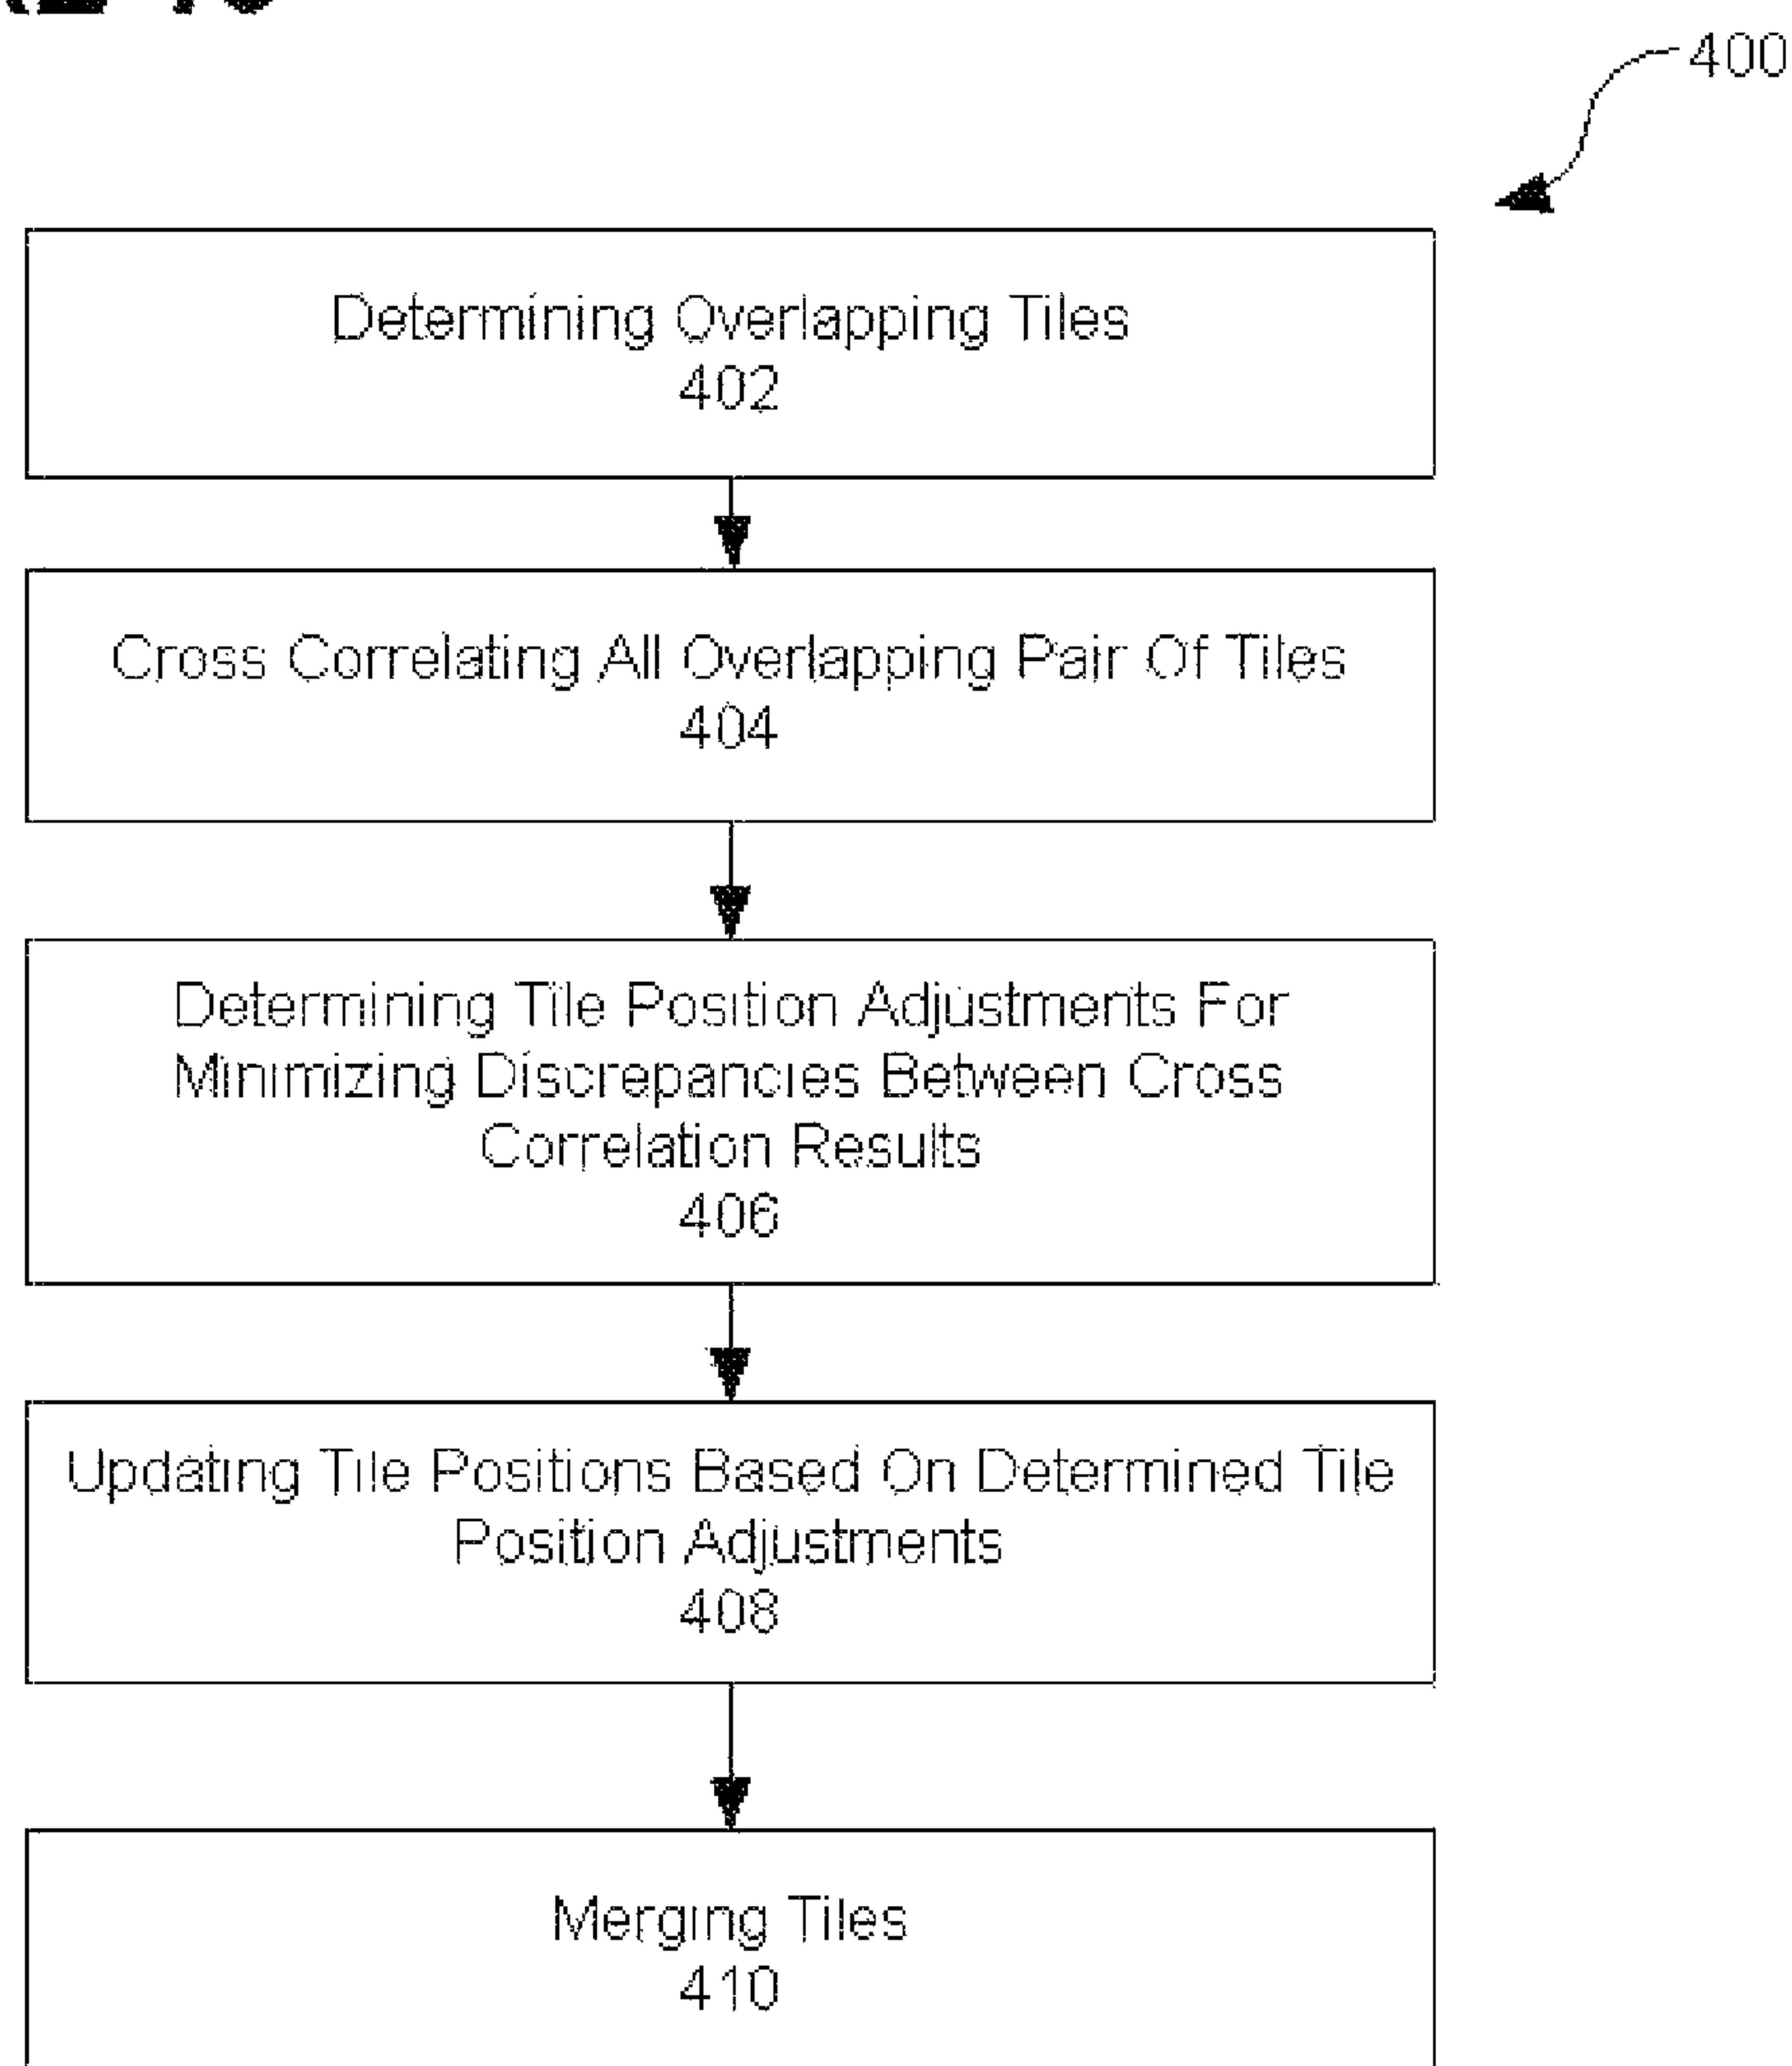 400
Determining Overlapping Tiles
402
Cross Correlating All Overlapping Pair Of Tiles
404
Determining Tile Position Adjustments For
Minimizing Discrepancies Between Cross
Correlation Results
406
Updating Tile Positions Based On Determined Tile
Position Adjustments
408
Merging Tiles
410